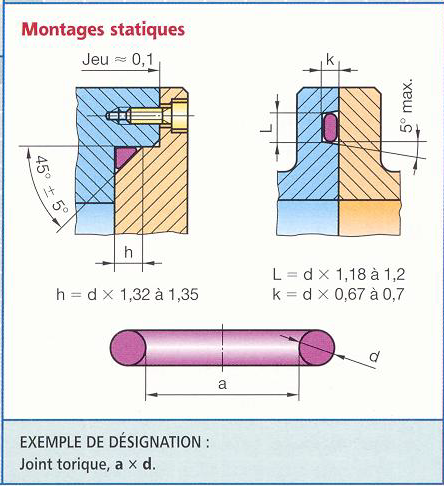 Montages statiques
Jeu ≈ 0,1
k
L
5° max.
45° ± 5°
h
h = d × 1,32 à 1,35
L = d × 1,18 à 1,2
k = d × 0,67 à 0,7
d
a
EXEMPLE DE DÉSIGNATION :
Joint torique, a × d.